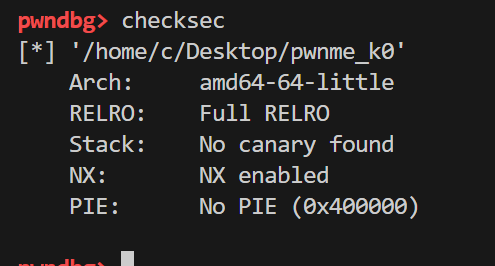 pwndbg> checksec
[*] '/home/c/Desktop/pwnme_k0'
Arch: amd64-64-little
RELRO: Full RELRO
Stack: No canary found
NX: NX enabled
PIE: No PIE (0x400000)
pwndbg>